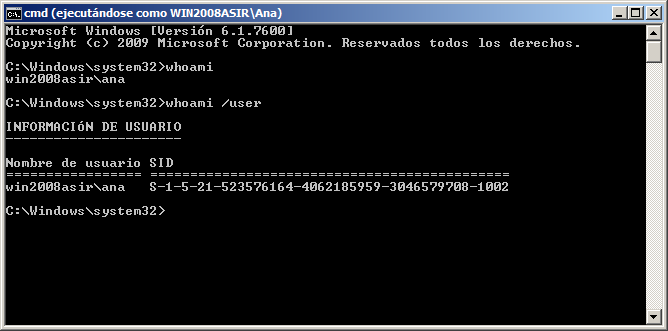 cmd (ejecutándose como WIN2008ASIR\Ana)
Microsoft Windows [Versión 6.1.7600]
Copyright (c) 2009 Microsoft Corporation. Reservados todos los derechos.
C:\Windows\system32>whoami
win2008asir\ana
C:\Windows\system32>whoami /user
INFORMACIóN DE USUARIO
----------------------
Nombre de usuario SID
================= =============================================
win2008asir\ana   S-1-5-21-523576164-4062185959-3046579708-1002
C:\Windows\system32>